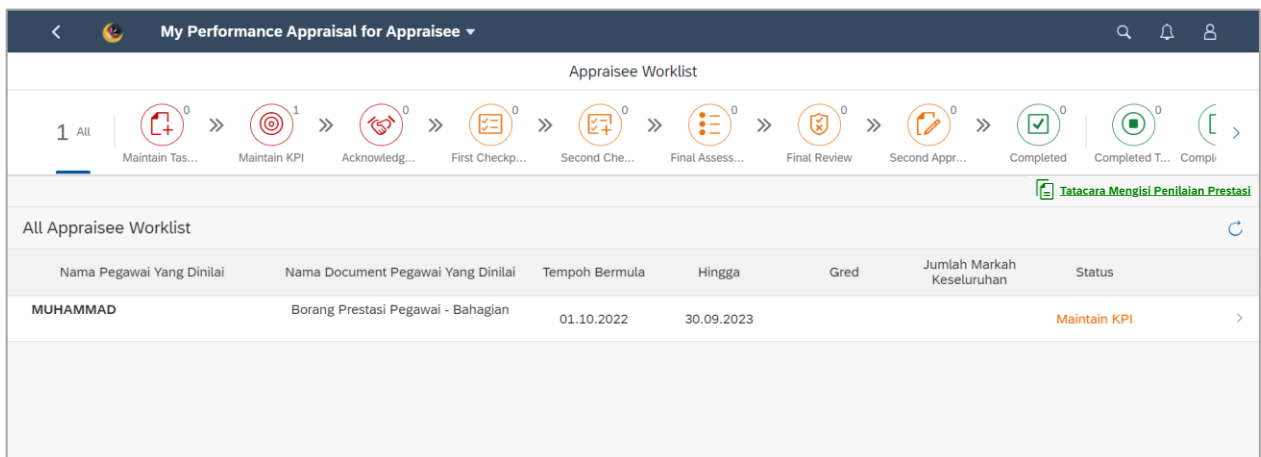 My Performance Appraisal for Appraisee
Appraisee Worklist
1 All
0
Maintain Tas...
1
Maintain KPI
0
Acknowledg...
0
First Checkp...
0
Second Che...
0
Final Assess...
0
Final Review
0
Second Appr...
0
Completed
0
Completed T...
Comple
Tatacara Mengisi Penilaian Prestasi
All Appraisee Worklist
Nama Pegawai Yang Dinilai Nama Document Pegawai Yang Dinilai Tempoh Bermula Hingga Gred Jumlah Markah Keseluruhan Status
MUHAMMAD Borang Prestasi Pegawai - Bahagian 01.10.2022 30.09.2023 Maintain KPI